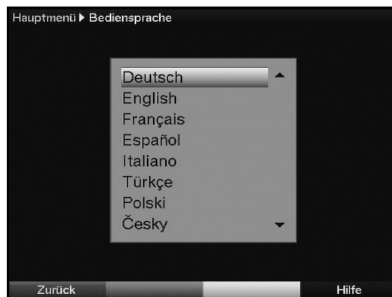 Hauptmenü ▶ Bediensprache
Deutsch
English
Français
Español
Italiano
Türkçe
Polski
Česky
Zurück Hilfe